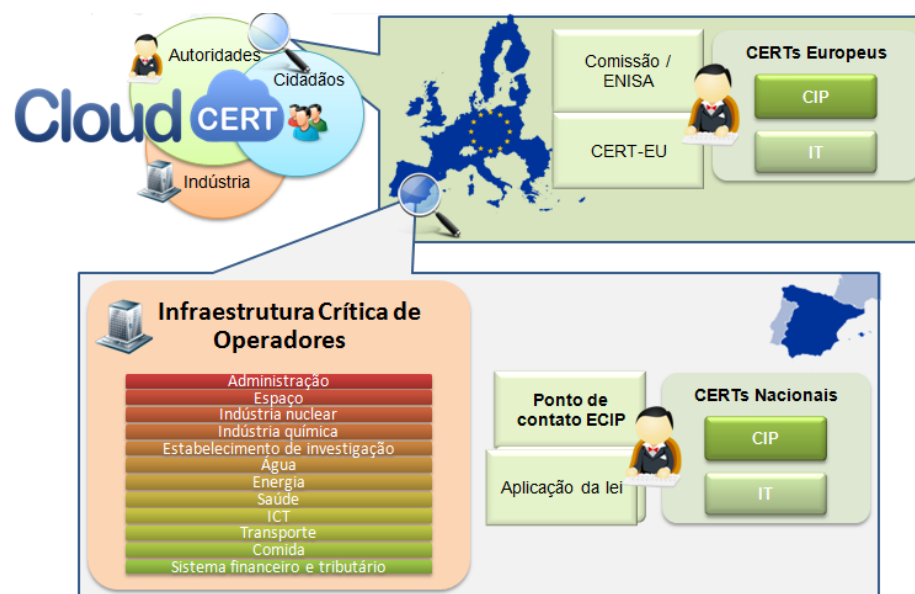 Autoridades
Cidadãos
Cloud CERT
Indústria
Comissão /
ENISA
CERT-EU
CERTs Europeus
CIP
IT
Infraestrutura Crítica de
Operadores
Administração
Espaço
Indústria nuclear
Indústria química
Estabelecimento de investigação
Água
Energia
Saúde
ICT
Transporte
Comida
Sistema financeiro e tributário
Ponto de
contato ECIP
Aplicação da lei
CERTs Nacionais
CIP
IT